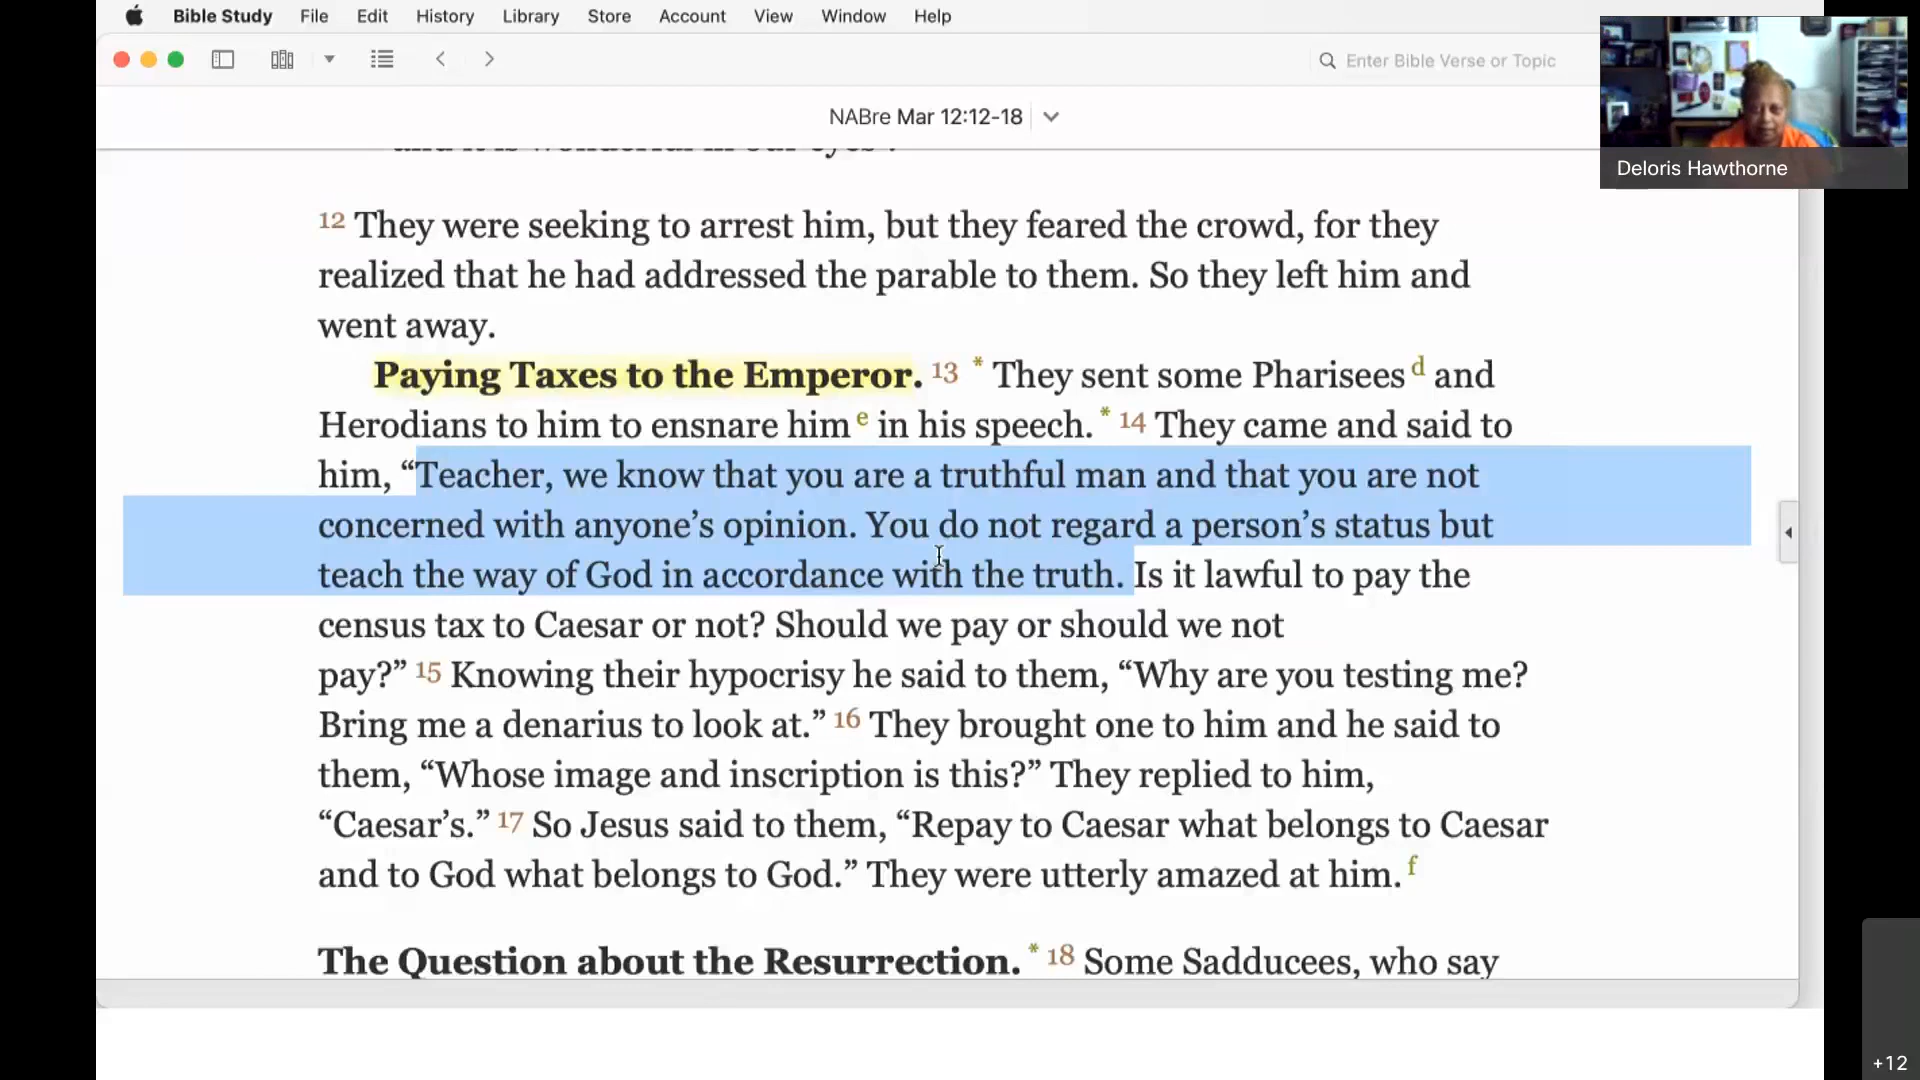 Bible Study File Edit History Library Store Account View Window Help
Enter Bible Verse or Topic
NABre Mar 12:12-18
Deloris Hawthorne
and it is wonderful in our eyes’?”
12 They were seeking to arrest him, but they feared the crowd, for they
realized that he had addressed the parable to them. So they left him and
went away.
Paying Taxes to the Emperor. 13 * They sent some Pharisees d and
Herodians to him to ensnare him e in his speech. * 14 They came and said to
him, “Teacher, we know that you are a truthful man and that you are not
concerned with anyone’s opinion. You do not regard a person’s status but
teach the way of God in accordance with the truth. Is it lawful to pay the
census tax to Caesar or not? Should we pay or should we not
pay?” 15 Knowing their hypocrisy he said to them, “Why are you testing me?
Bring me a denarius to look at.” 16 They brought one to him and he said to
them, “Whose image and inscription is this?” They replied to him,
“Caesar’s.” 17 So Jesus said to them, “Repay to Caesar what belongs to Caesar
and to God what belongs to God.” They were utterly amazed at him. f
The Question about the Resurrection. * 18 Some Sadducees, who say
+12